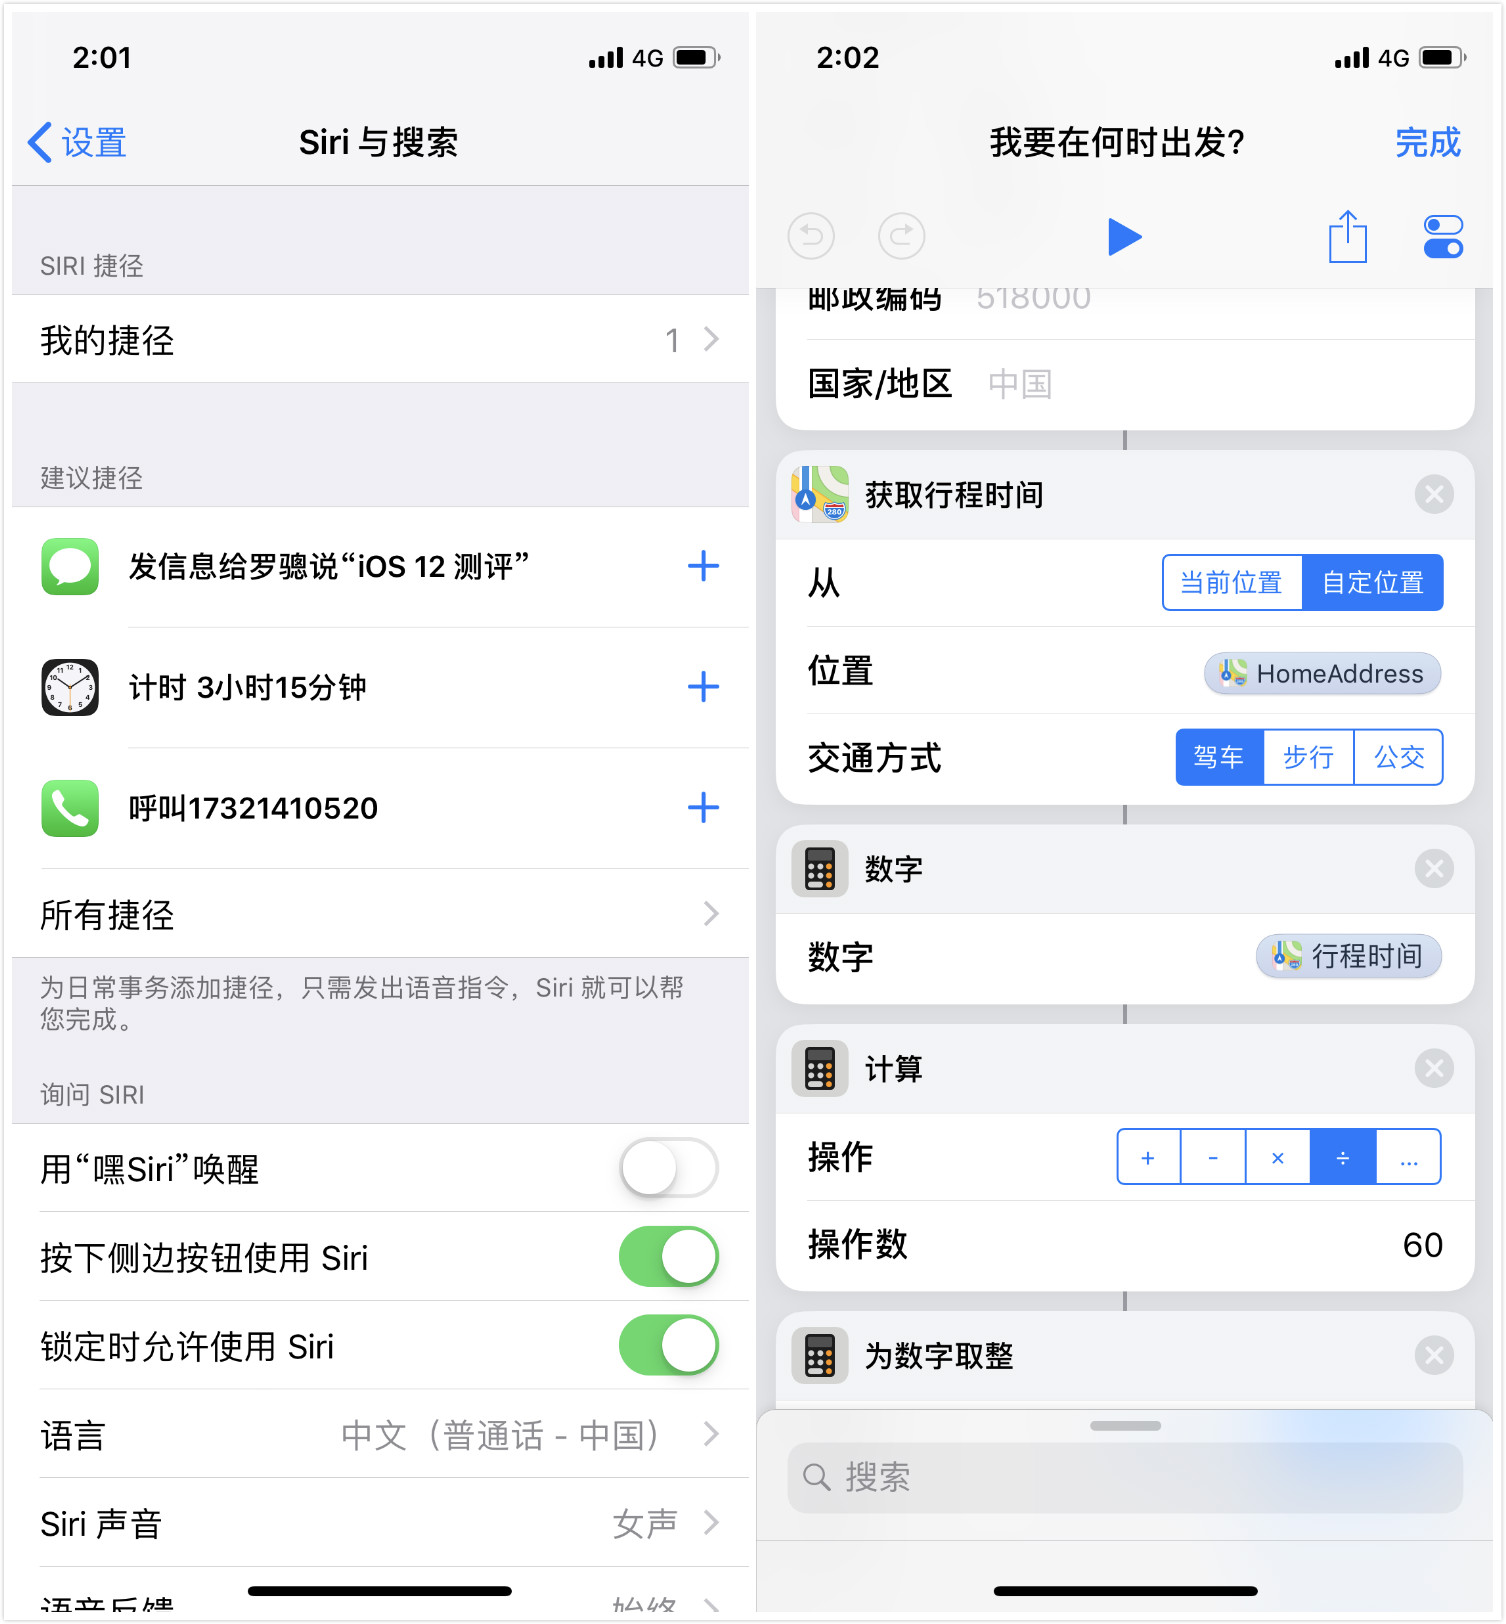 2:01
4G
设置
Siri 与搜索
SIRI 捷径
我的捷径
1
建议捷径
发信息给罗骢说“iOS 12 测评”
计时 3小时15分钟
呼叫17321410520
所有捷径
为日常事务添加捷径，只需发出语音指令，Siri 就可以帮
您完成。
询问 SIRI
用“嘿Siri”唤醒
按下侧边按钮使用 Siri
锁定时允许使用 Siri
语言
中文（普通话 - 中国）
Siri 声音
女声
语音反馈
始终
2:02
4G
我要在何时出发?
完成
邮政编码
518000
国家/地区
中国
280
获取行程时间
从
当前位置
自定位置
位置
HomeAddress
交通方式
驾车
步行
公交
数字
数字
行程时间
计算
操作
+
-
×
÷
...
操作数
60
为数字取整
搜索